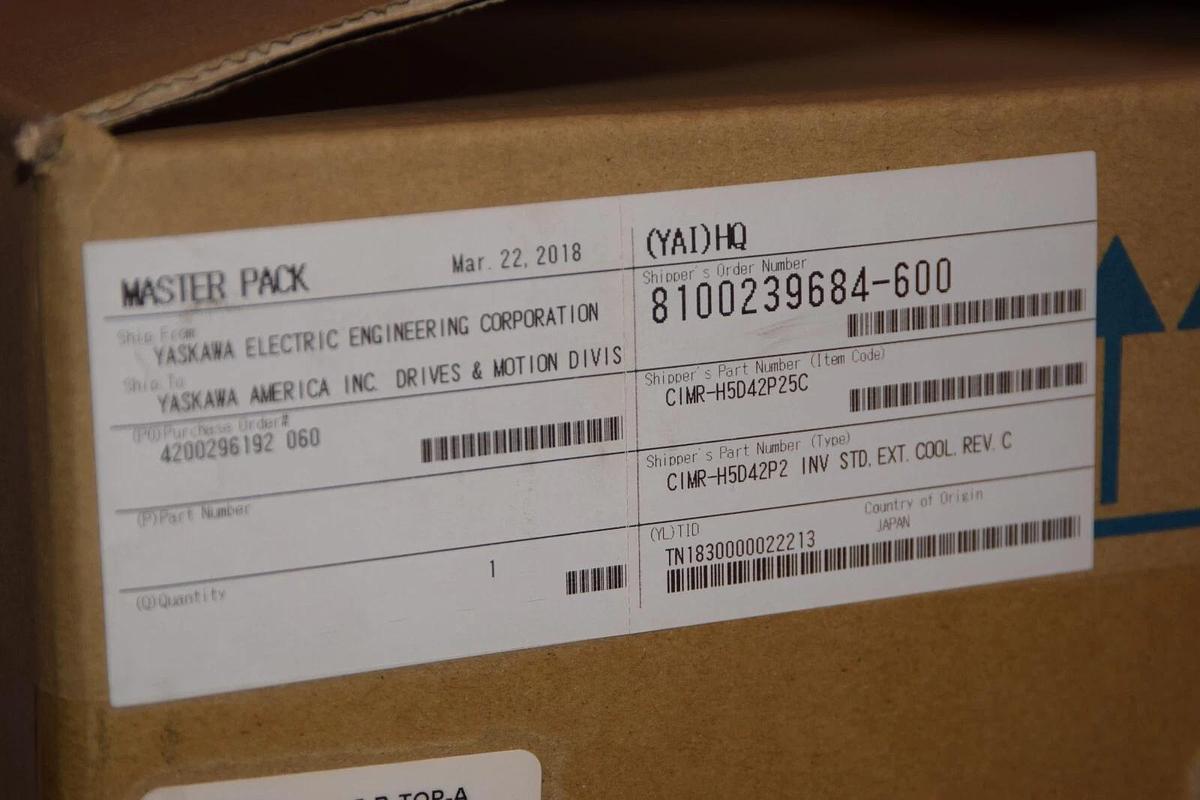 MASTER PACK
Mar. 22, 2018
Ship From
YASKAWA ELECTRIC ENGINEERING CORPORATION
Ship To
YASKAWA AMERICA INC. DRIVES & MOTION DIVIS
(PO)Purchase Order#
4200296192 060
(P)Part Number
1
(Q)Quantity
(YAI)HQ
Shipper's Order Number
8100239684-600
Shipper's Part Number (Item Code)
CIMR-H5D42P25C
Shipper's Part Number (Type)
CIMR-H5D42P2 INV STD, EXT. COOL, REV. C
(YL)TID
Country of Origin
TN1830000022213
JAPAN
TOP-A